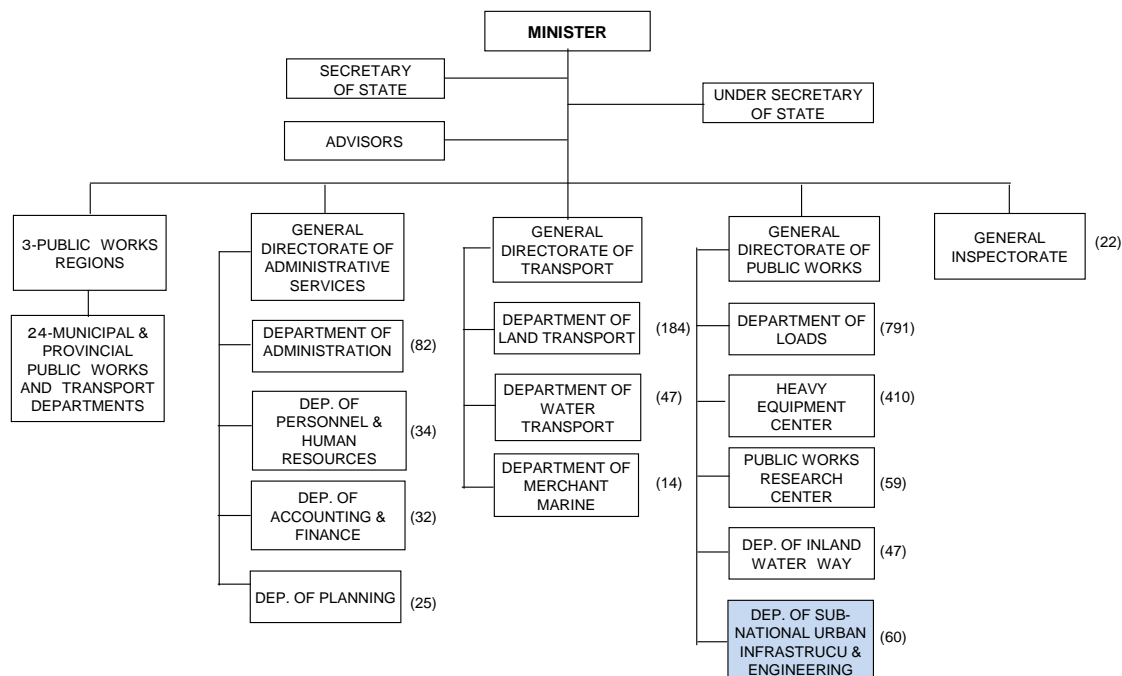 MINISTER
SECRETARY
OF STATE
UNDER SECRETARY
OF STATE
ADVISORS
3-PUBLIC WORKS
REGIONS
24-MUNICIPAL &
PROVINCIAL
PUBLIC WORKS
AND TRANSPORT
DEPARTMENTS
GENERAL
DIRECTORATE OF
ADMINISTRATIVE
SERVICES
DEPARTMENT OF
ADMINISTRATION
(82)
DEP. OF
PERSONNEL &
HUMAN
RESOURCES
(34)
DEP. OF
ACCOUNTING &
FINANCE
(32)
DEP. OF PLANNING
(25)
GENERAL
DIRECTORATE OF
TRANSPORT
DEPARTMENT OF
LAND TRANSPORT
(184)
DEPARTMENT OF
WATER
TRANSPORT
(47)
DEPARTMENT OF
MERCHANT
MARINE
(14)
GENERAL
DIRECTORATE OF
PUBLIC WORKS
DEPARTMENT OF
LOADS
(791)
HEAVY
EQUIPMENT
CENTER
(410)
PUBLIC WORKS
RESEARCH
CENTER
(59)
DEP. OF INLAND
WATER WAY
(47)
DEP. OF SUB-
NATIONAL URBAN
INFRASTRUCU &
ENGINEERING
(60)
GENERAL
INSPECTORATE
(22)